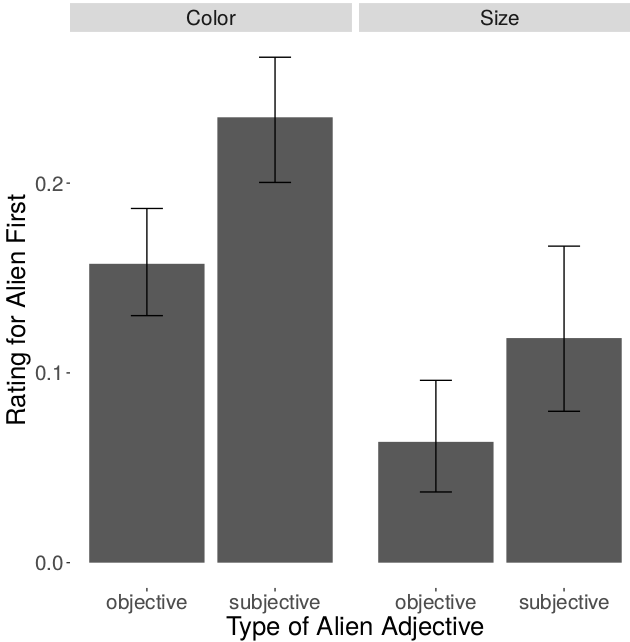 Color Size
Rating for Alien First
0.2
0.1
0.0
objective subjective objective subjective
Type of Alien Adjective